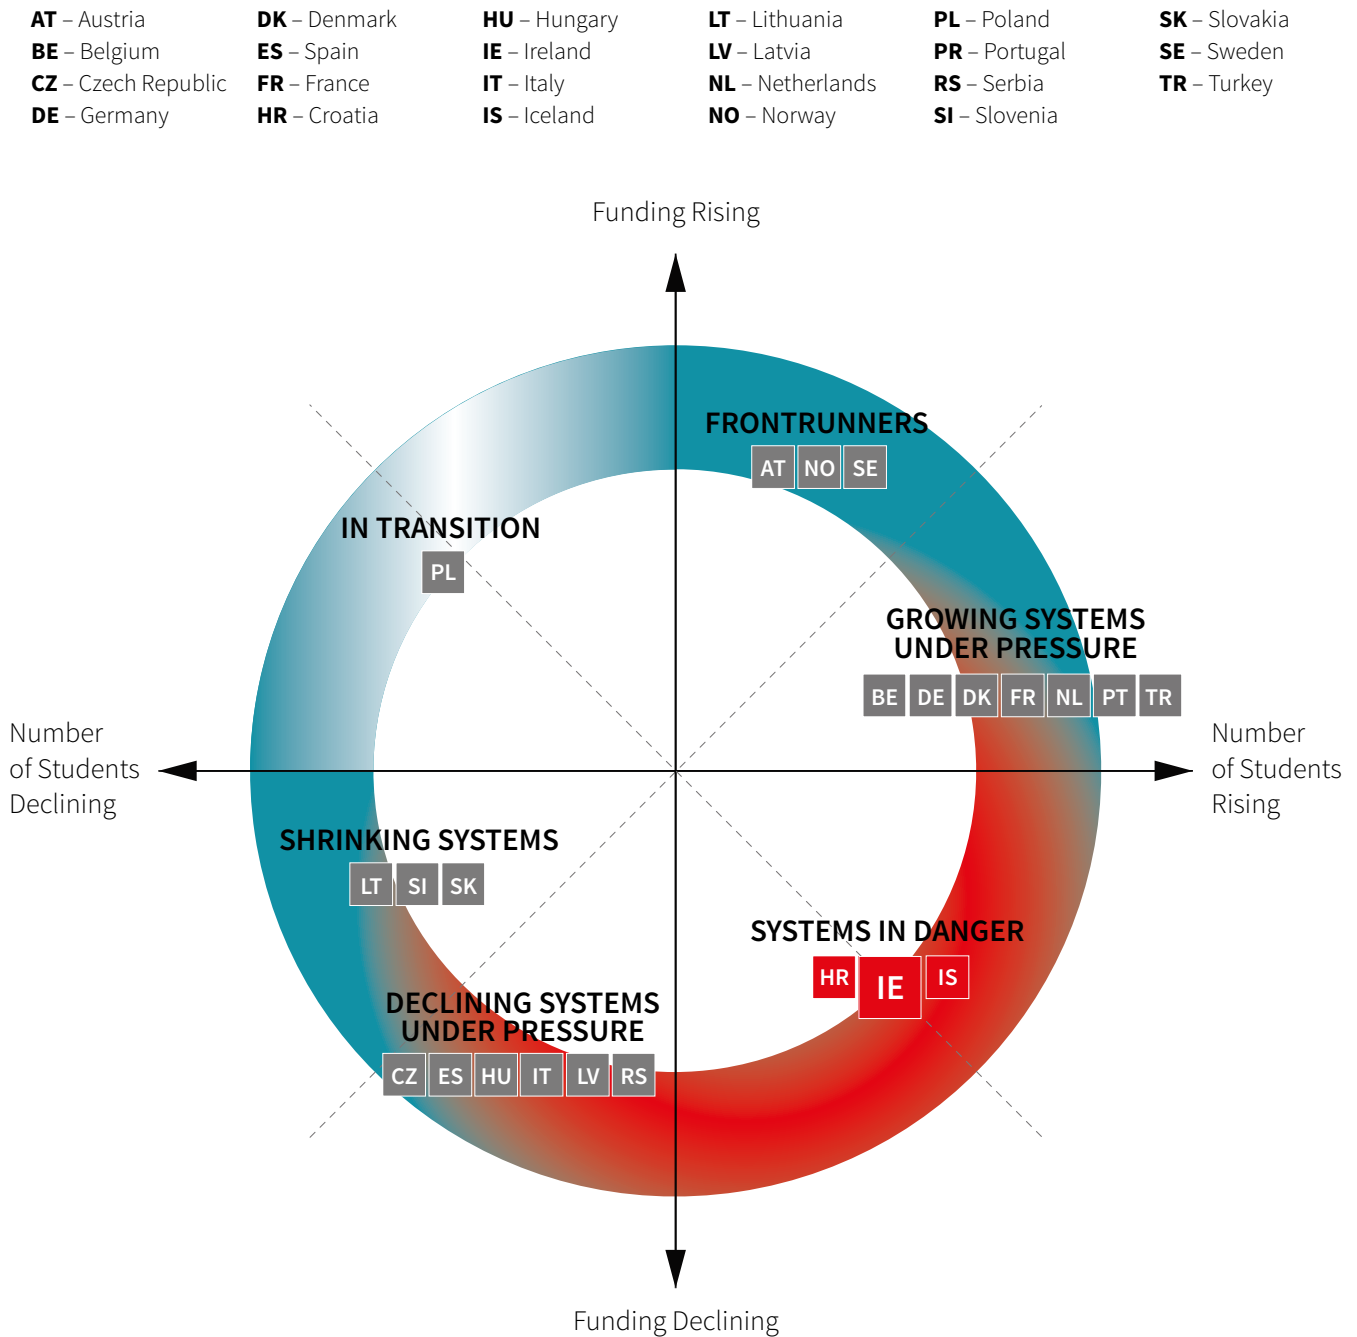 AT – Austria DK – Denmark HU – Hungary LT – Lithuania PL – Poland SK – Slovakia
BE – Belgium ES – Spain IE – Ireland LV – Latvia PR – Portugal SE – Sweden
CZ – Czech Republic FR – France IT – Italy NL – Netherlands RS – Serbia TR – Turkey
DE – Germany HR – Croatia IS – Iceland NO – Norway SI – Slovenia
Funding Rising
FRONTRUNNERS
AT NO SE
IN TRANSITION
PL
GROWING SYSTEMS
UNDER PRESSURE
BE DE DK FR NL PT TR
Number
of Students
Declining
Number
of Students
Rising
SHRINKING SYSTEMS
LT SI SK
SYSTEMS IN DANGER
HR IE IS
DECLINING SYSTEMS
UNDER PRESSURE
CZ ES HU IT LV RS
Funding Declining